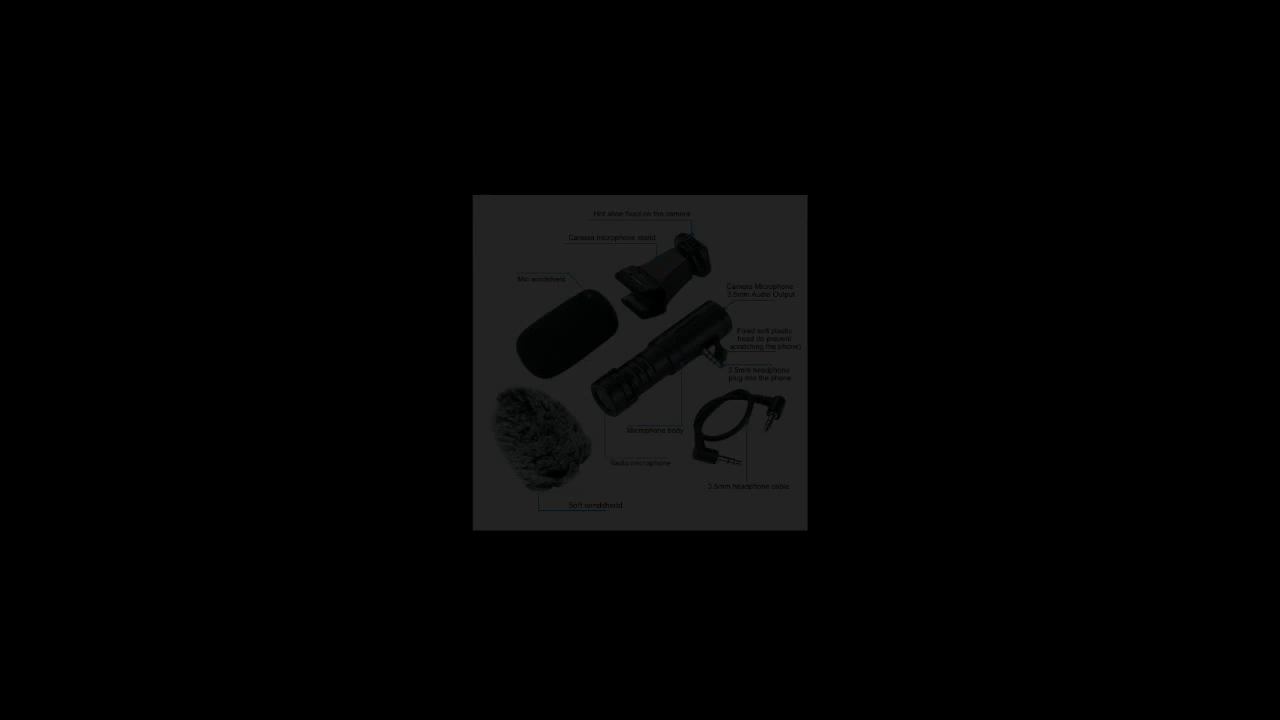 Hot shoe fixed on the camera
Camera microphone stand
Mic windshield
Camera Microphone
3.5mm Audio Output
Fixed soft plastic
head (to prevent
scratching the phone)
3.5mm headphone
plug into the phone
Microphone body
Radio microphone
3.5mm headphone cable
Soft windshield